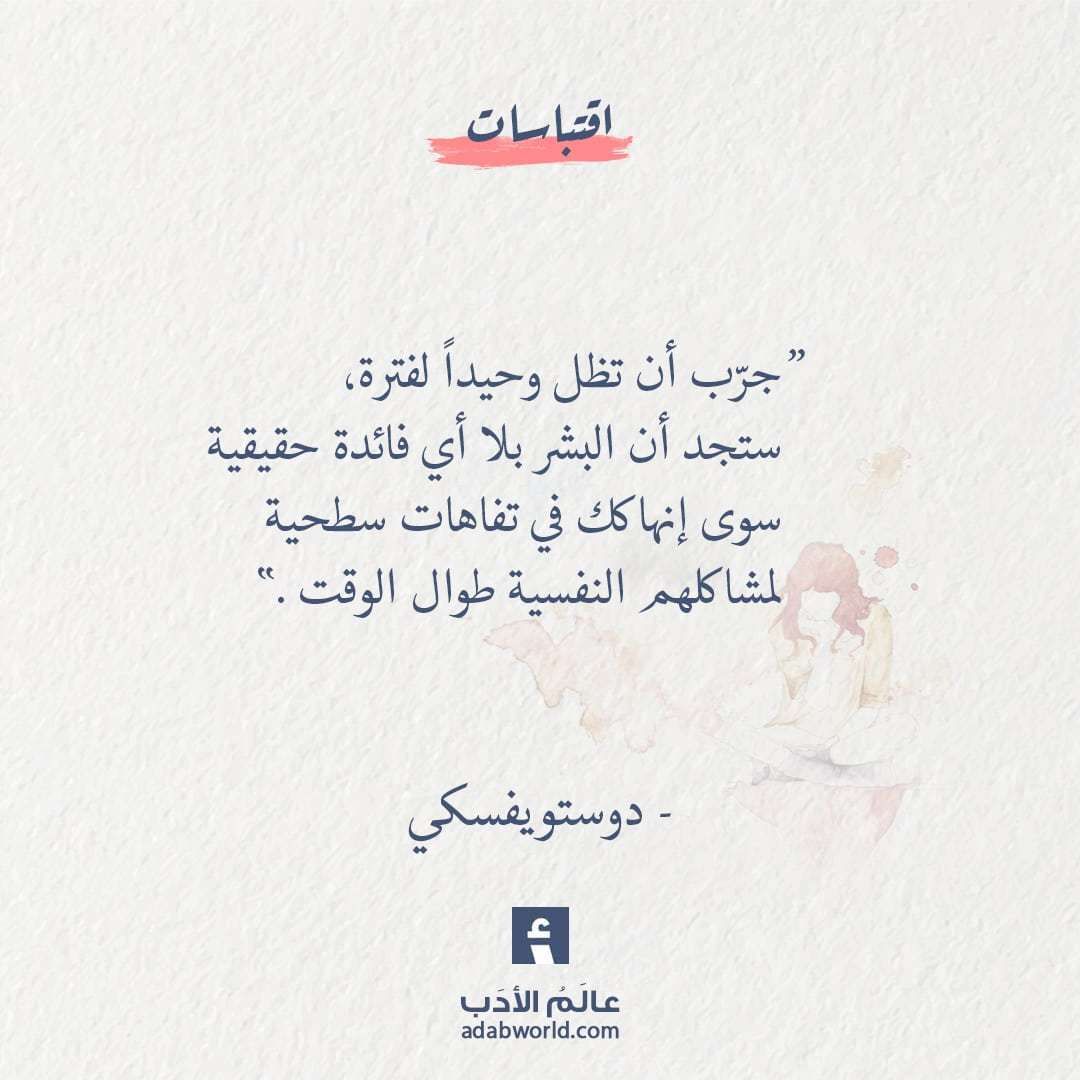 اقتباسات
”جرّب أن تظل وحيداً لفترة،
ستجد أن البشر بلا أي فائدة حقيقية
سوى إنهاكك في تفاهات سطحية
لمشاكلهم النفسية طوال الوقت .“
- دوستويفسكي
أ
عالَمُ الأدَب
adabworld.com